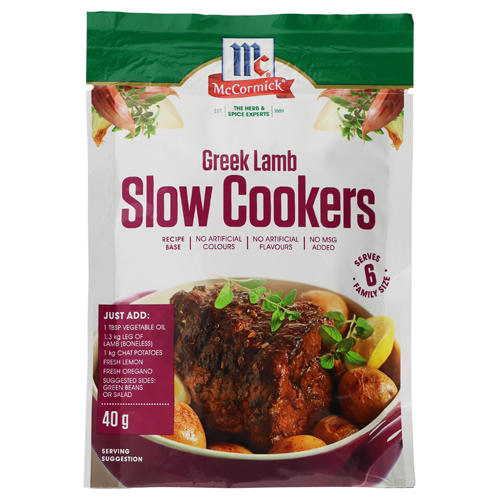 Mc
McCormick®
EST. THE HERB & SPICE EXPERTS 1889
Greek Lamb
Slow Cookers
RECIPE BASE
NO ARTIFICIAL COLOURS
NO ARTIFICIAL FLAVOURS
NO MSG ADDED
SERVES 6 • FAMILY SIZE •
JUST ADD:
1 TBSP VEGETABLE OIL
1.3 kg LEG OF
LAMB (BONELESS)
1 kg CHAT POTATOES
FRESH LEMON
FRESH OREGANO
SUGGESTED SIDES:
GREEN BEANS
OR SALAD
40 g
SERVING
SUGGESTION